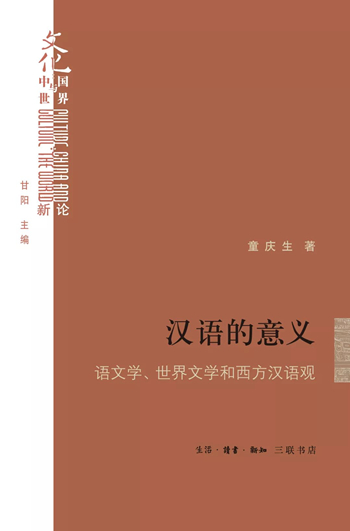 文化
中国与
世界
CULTURE: CHINA AND
THE WORLD
新论
甘阳 主编
童庆生 著
汉语的意义
语文学、世界文学和西方汉语观
生活·读书·新知 三联书店